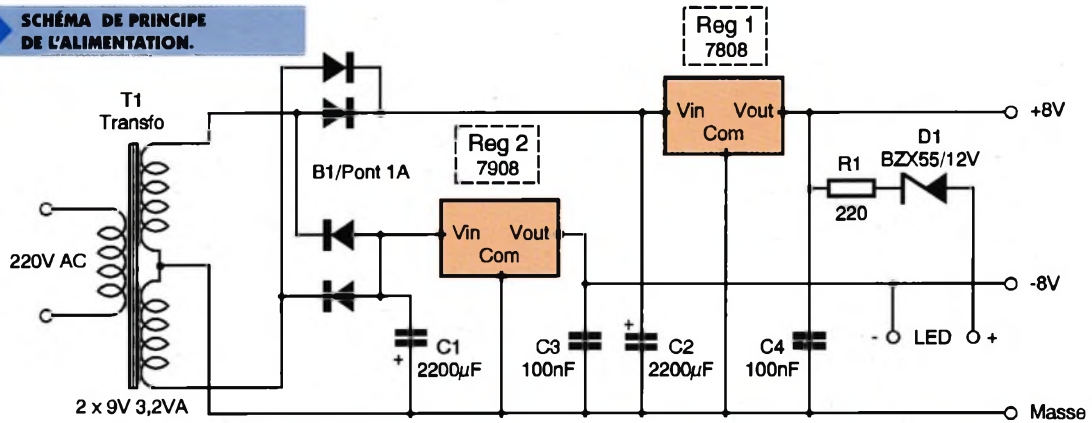 SCHÉMA DE PRINCIPE
DE L'ALIMENTATION.
T1
Transfo
220V AC
2 x 9V 3,2VA
B1/Pont 1A
Reg 2
7908
Vin Vout
Com
Reg 1
7808
Vin Vout
Com
+8V
D1
BZX55/12V
R1
220
-8V
- LED +
+ C1
2200µF
C3
100nF
+ C2
2200µF
C4
100nF
Masse